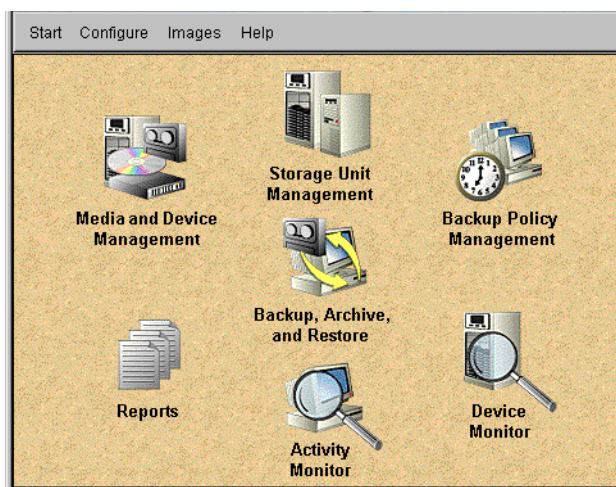 Start Configure Images Help
Storage Unit
Management
Media and Device
Management
Backup Policy
Management
Backup, Archive,
and Restore
Reports
Device
Monitor
Activity
Monitor